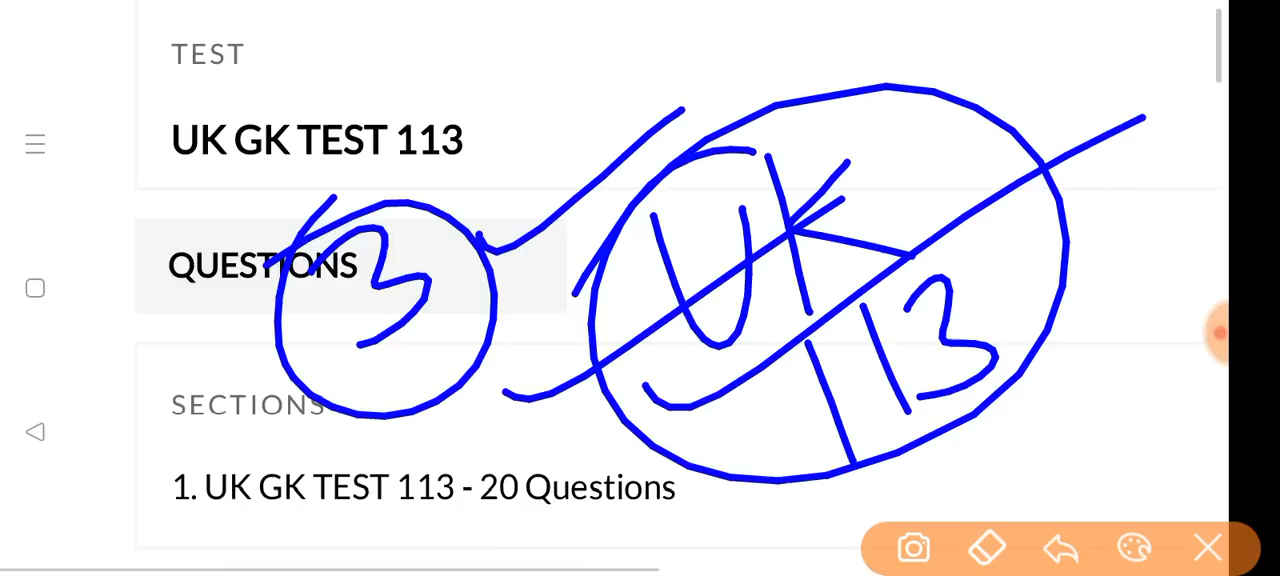 TEST
UK GK TEST 113
QUESTIONS
3
UK
113
SECTIONS
1. UK GK TEST 113 - 20 Questions